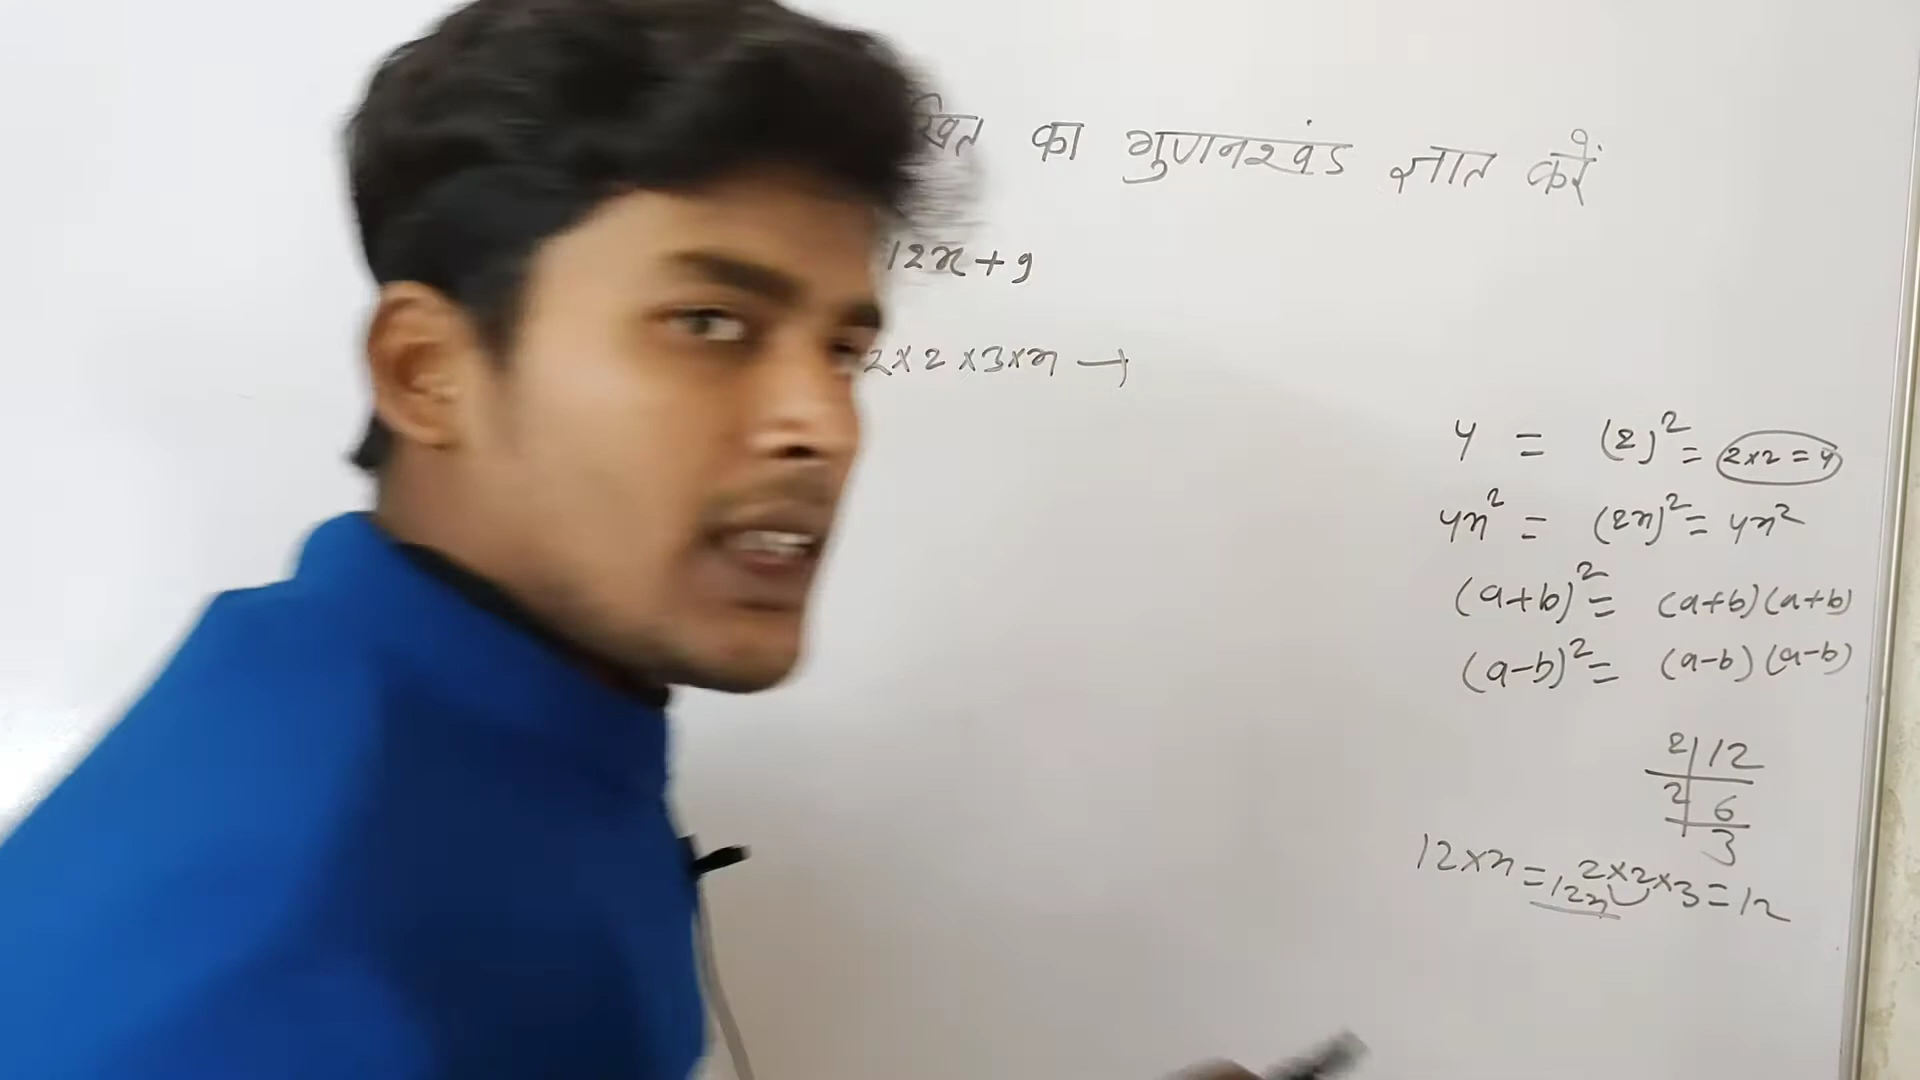 का गुणनखंड ज्ञात करें
12x+9
2×2×3×x →
4 = (2)² = 2×2=4
4x² = (2x)² = 4x²
(a+b)² = (a+b)(a+b)
(a-b)² = (a-b)(a-b)
2|12
2|6
3
12×x = 2×2×3=12
12x